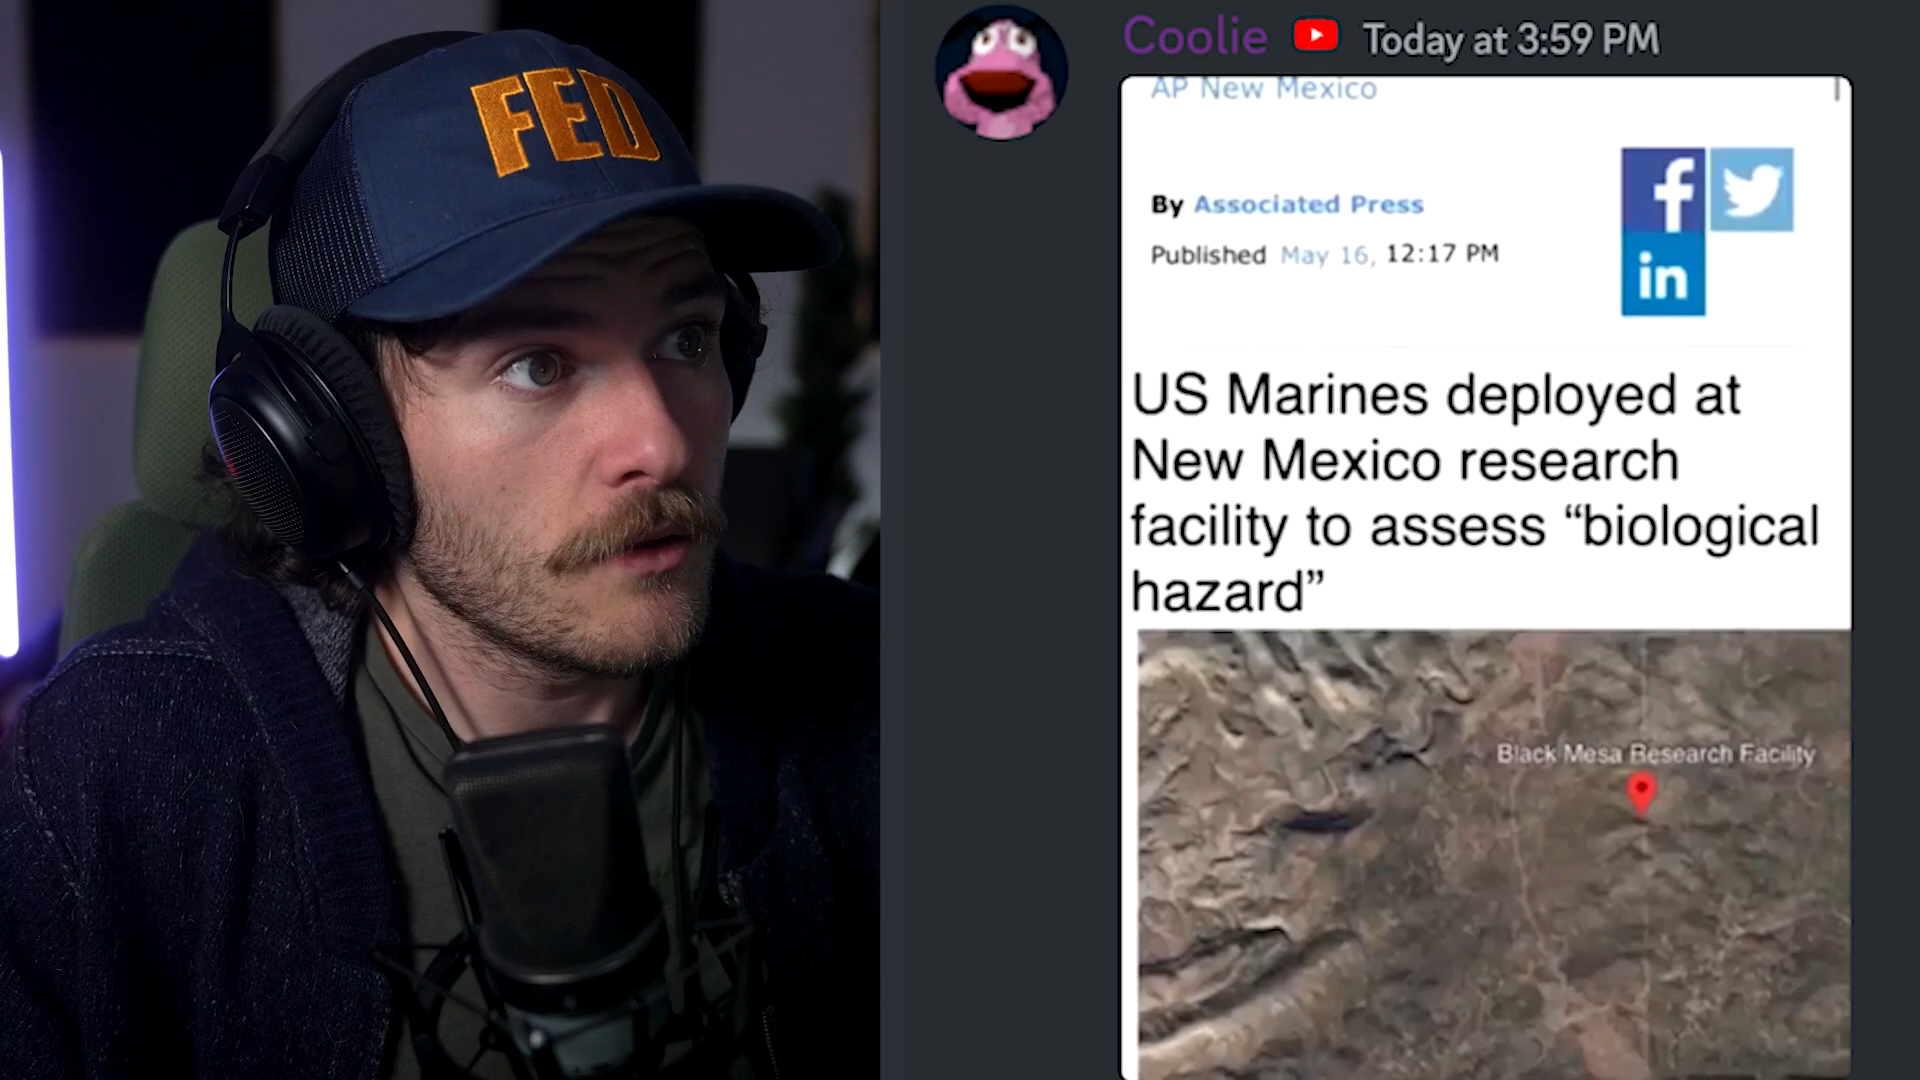 FED
Coolie Today at 3:59 PM
AP New Mexico
By Associated Press
Published May 16, 12:17 PM
f
in
US Marines deployed at
New Mexico research
facility to assess “biological
hazard”
Black Mesa Research Facility